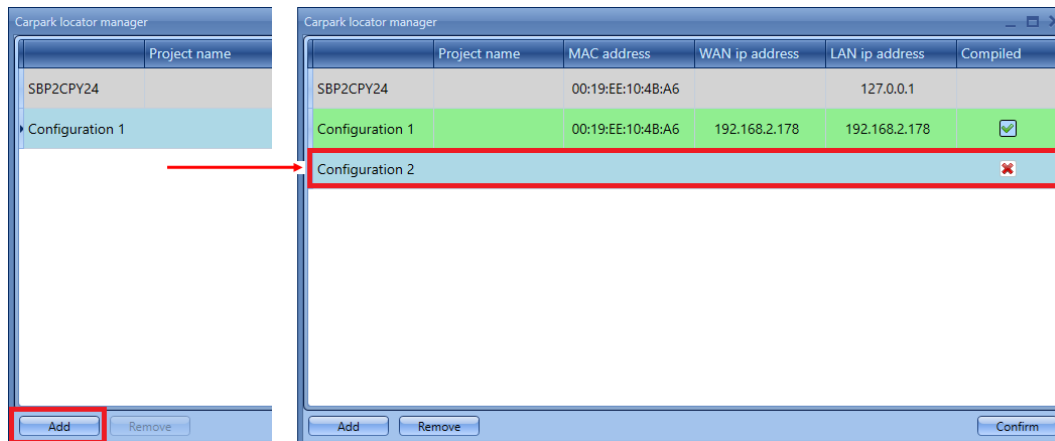 Carpark locator manager
Project name
SBP2CPY24
Configuration 1
Add Remove
Carpark locator manager
Project name MAC address WAN ip address LAN ip address Compiled
SBP2CPY24 00:19:EE:10:4B:A6 127.0.0.1
Configuration 1 00:19:EE:10:4B:A6 192.168.2.178 192.168.2.178
Configuration 2
Add Remove Confirm